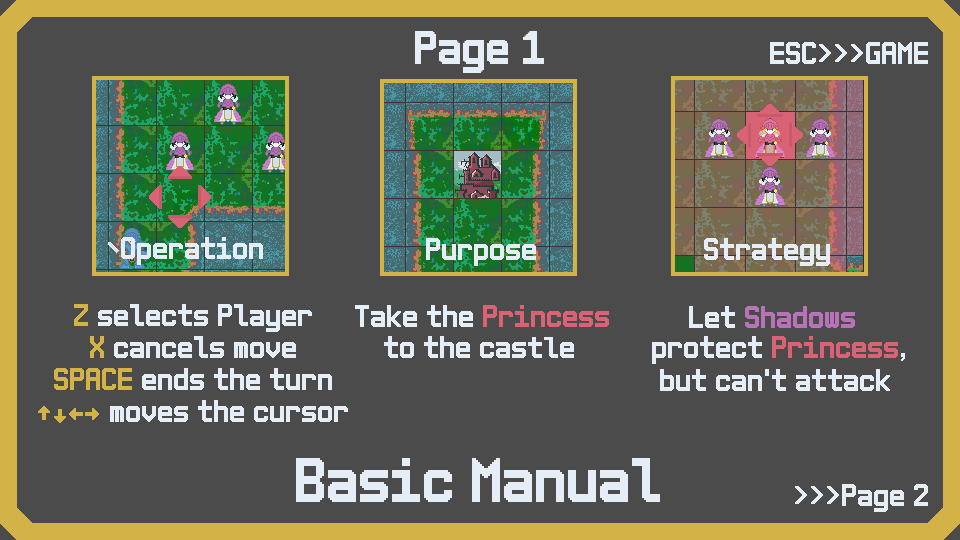 Page 1
ESC>>>GAME
Operation
Purpose
Strategy
Z selects Player
X cancels move
SPACE ends the turn
↑↓←→ moves the cursor
Take the Princess
to the castle
Let Shadows
protect Princess,
but can't attack
Basic Manual
>>>Page 2